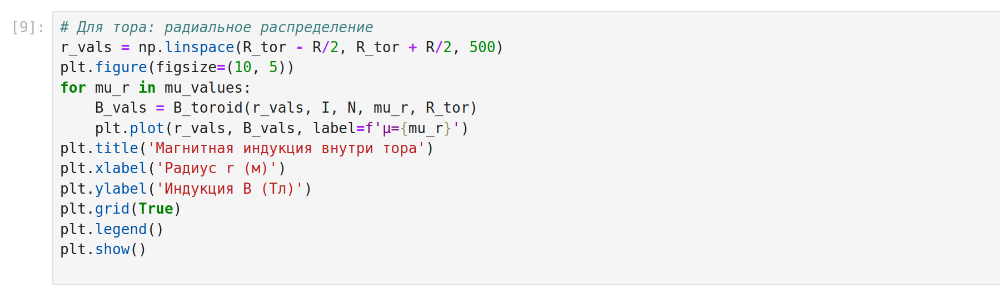 [9]:
# Для тора: радиальное распределение
r_vals = np.linspace(R_tor - R/2, R_tor + R/2, 500)
plt.figure(figsize=(10, 5))
for mu_r in mu_values:
    B_vals = B_toroid(r_vals, I, N, mu_r, R_tor)
    plt.plot(r_vals, B_vals, label=f'μ={mu_r}')
plt.title('Магнитная индукция внутри тора')
plt.xlabel('Радиус r (м)')
plt.ylabel('Индукция B (Тл)')
plt.grid(True)
plt.legend()
plt.show()